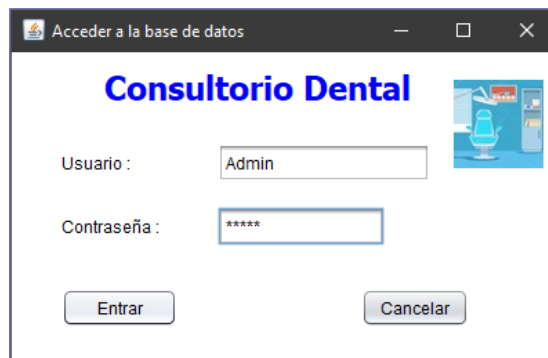 Acceder a la base de datos
Consultorio Dental
Usuario : Admin
Contraseña : *****
Entrar Cancelar